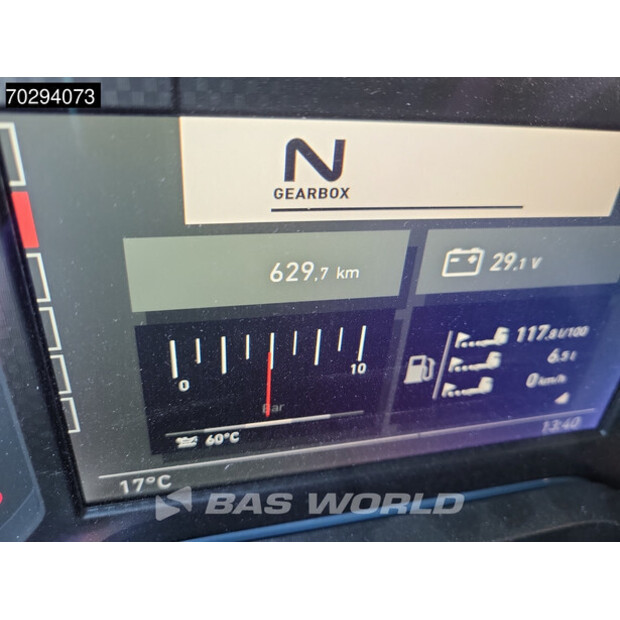 70294073
N
GEARBOX
629.7 km
29.1 V
117.8 l/100
6.5 l
0 km/h
0
10
Bar
60°C
13:40
17°C
BAS WORLD